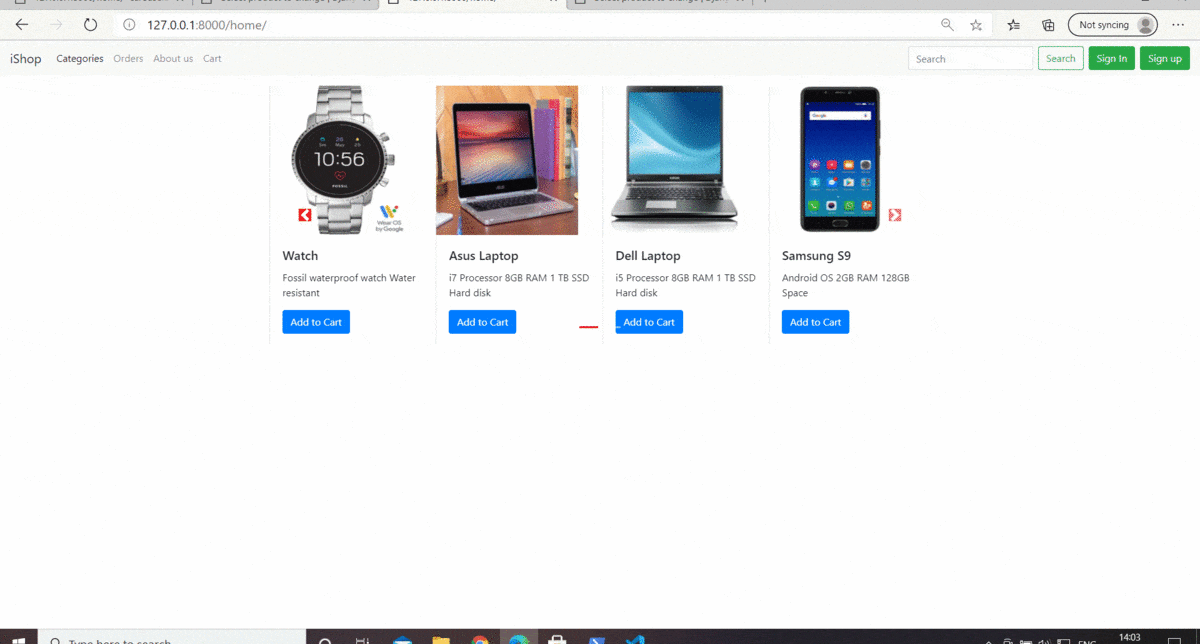 127.0.0.1:8000/home/
Not syncing
iShop Categories Orders About us Cart
Search Search Sign In Sign up
10:56
FOSSIL
Wear OS
by Google
Google
Watch
Fossil waterproof watch Water
resistant
Add to Cart
Asus Laptop
i7 Processor 8GB RAM 1 TB SSD
Hard disk
Add to Cart
Dell Laptop
i5 Processor 8GB RAM 1 TB SSD
Hard disk
Add to Cart
Samsung S9
Android OS 2GB RAM 128GB
Space
Add to Cart
Type here to search
ENG
14:03